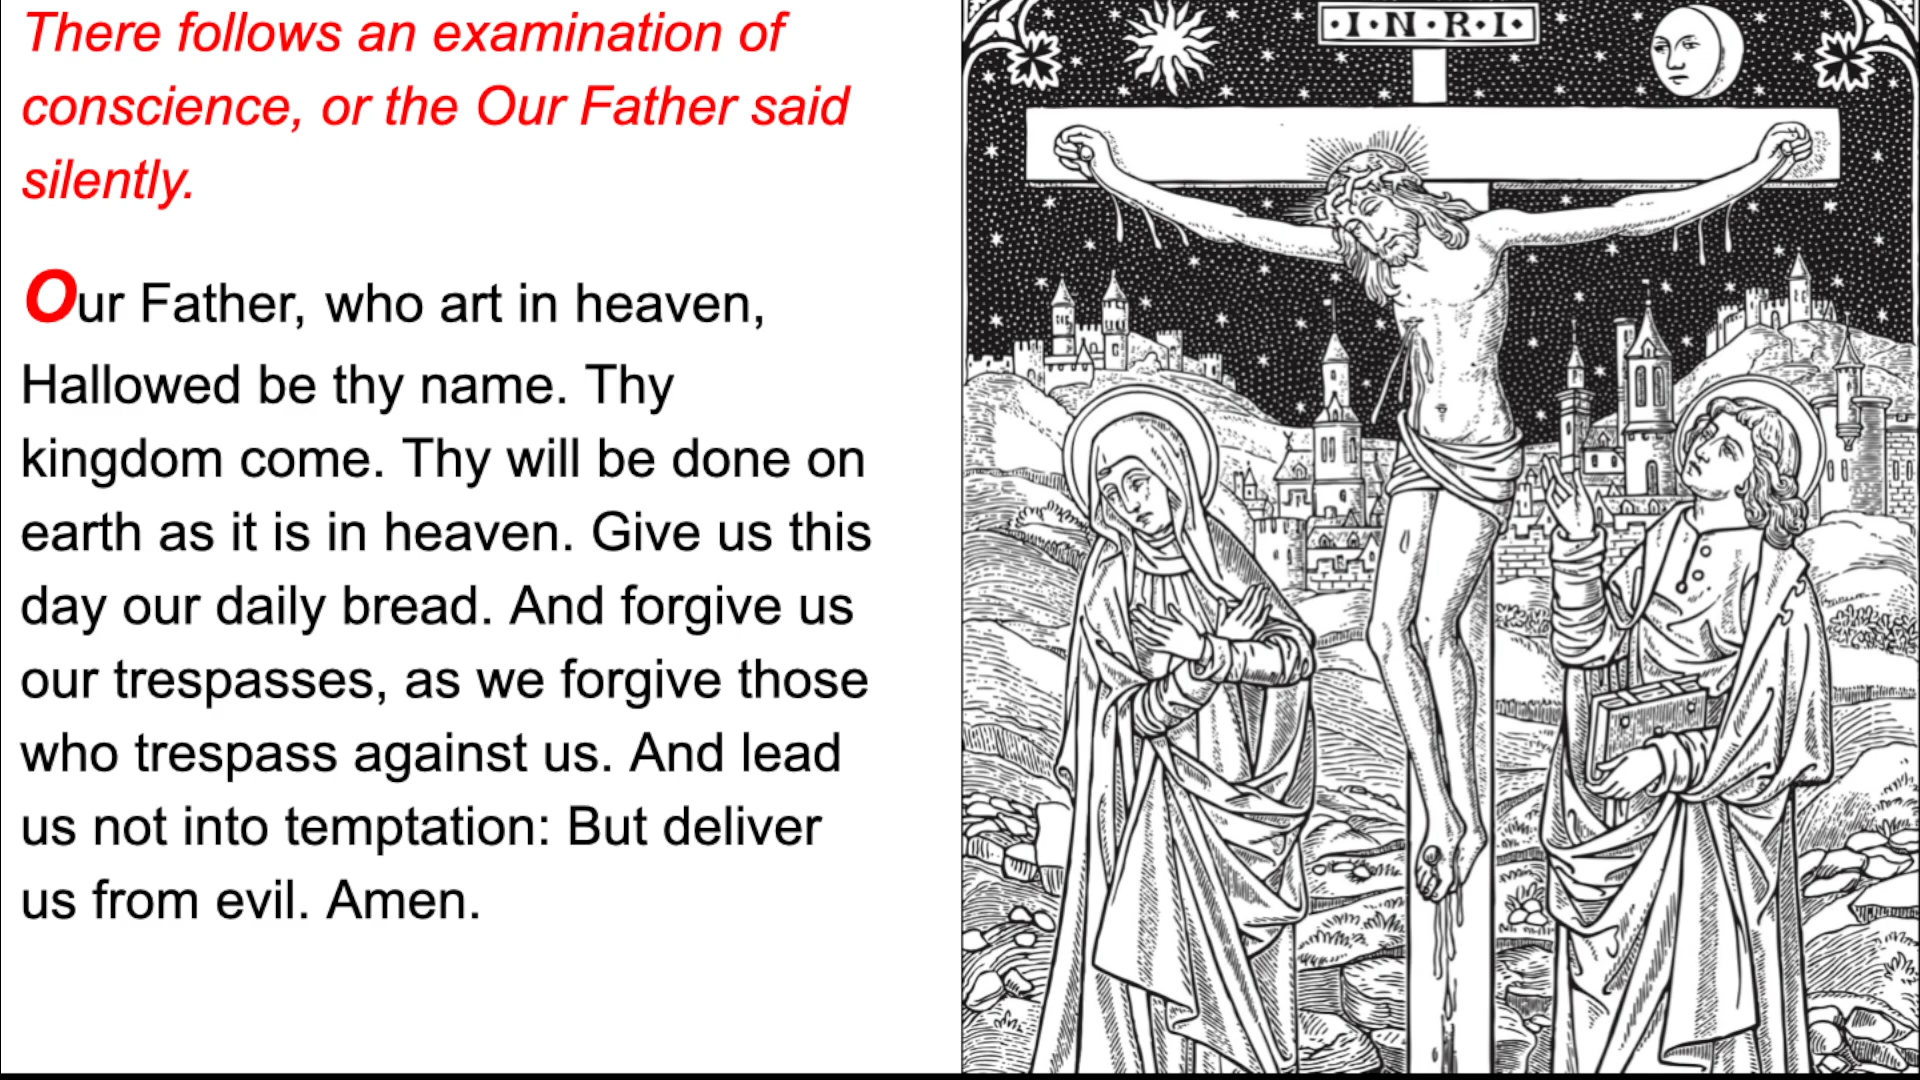 There follows an examination of
conscience, or the Our Father said
silently.
Our Father, who art in heaven,
Hallowed be thy name. Thy
kingdom come. Thy will be done on
earth as it is in heaven. Give us this
day our daily bread. And forgive us
our trespasses, as we forgive those
who trespass against us. And lead
us not into temptation: But deliver
us from evil. Amen.
·I·N·R·I·